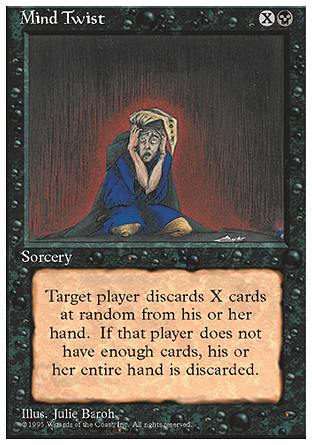 Mind Twist X
Sorcery
Target player discards X cards
at random from his or her
hand. If that player does not
have enough cards, his or
her entire hand is discarded.
Illus. Julie Baroh
© 1995 Wizards of the Coast, Inc. All rights reserved.